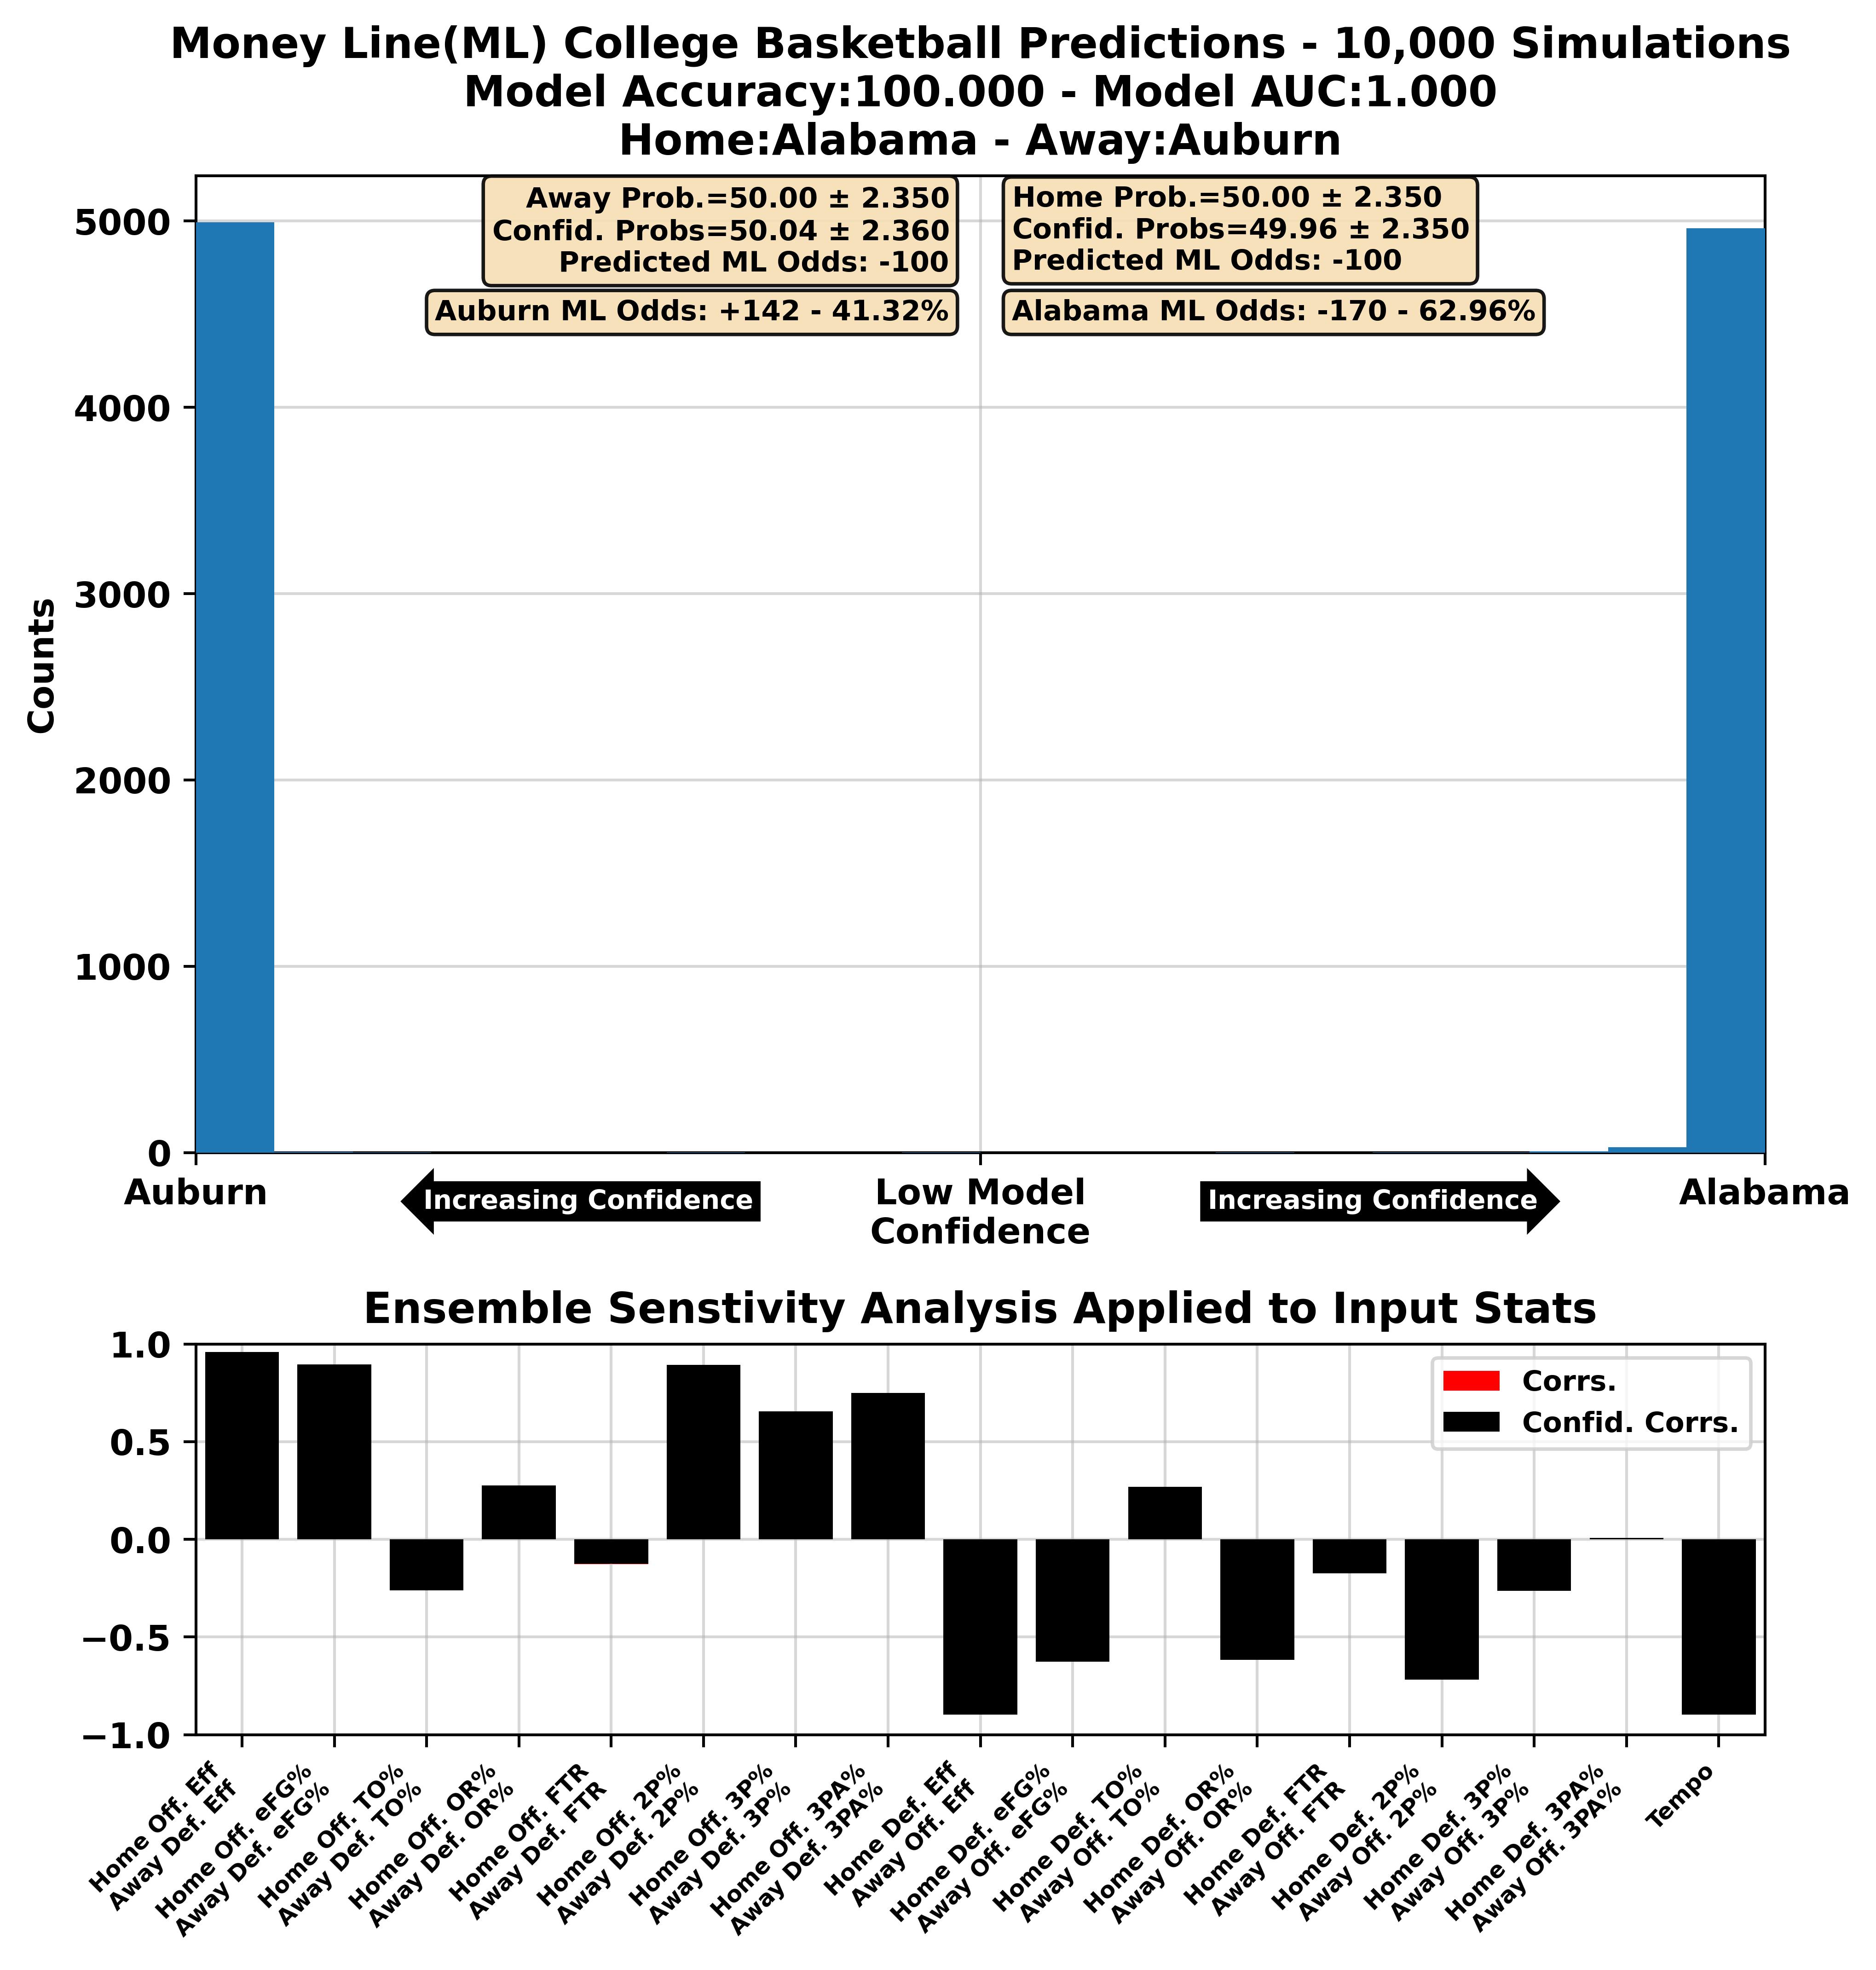 Money Line(ML) College Basketball Predictions - 10,000 Simulations
Model Accuracy:100.000 - Model AUC:1.000
Home:Alabama - Away:Auburn
Away Prob.=50.00 ± 2.350
Confid. Probs=50.04 ± 2.360
Predicted ML Odds: -100
Auburn ML Odds: +142 - 41.32%
Home Prob.=50.00 ± 2.350
Confid. Probs=49.96 ± 2.350
Predicted ML Odds: -100
Alabama ML Odds: -170 - 62.96%
Counts
5000
4000
3000
2000
1000
0
Auburn
Increasing Confidence
Low Model
Confidence
Increasing Confidence
Alabama
Ensemble Senstivity Analysis Applied to Input Stats
1.0
0.5
0.0
−0.5
−1.0
Corrs.
Confid. Corrs.
Home Off. Eff
Away Def. Eff
Home Off. eFG%
Away Def. eFG%
Home Off. TO%
Away Def. TO%
Home Off. OR%
Away Def. OR%
Home Off. FTR
Away Def. FTR
Home Off. 2P%
Away Def. 2P%
Home Off. 3P%
Away Def. 3P%
Home Off. 3PA%
Away Def. 3PA%
Home Def. Eff
Away Off. Eff
Home Def. eFG%
Away Off. eFG%
Home Def. TO%
Away Off. TO%
Home Def. OR%
Away Off. OR%
Home Def. FTR
Away Off. FTR
Home Def. 2P%
Away Off. 2P%
Home Def. 3P%
Away Off. 3P%
Home Def. 3PA%
Away Off. 3PA%
Tempo